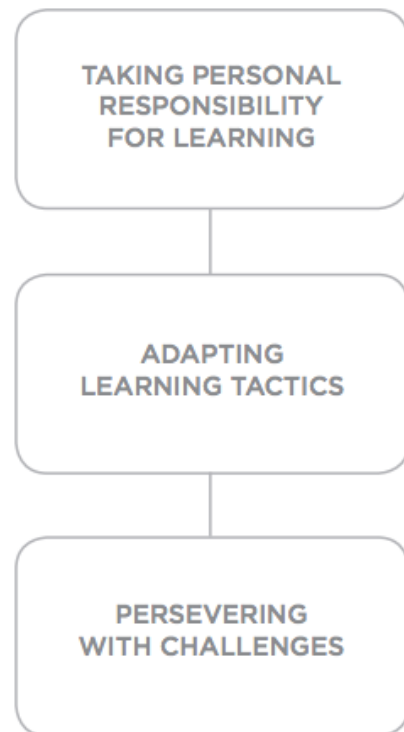 TAKING PERSONAL
RESPONSIBILITY
FOR LEARNING
ADAPTING
LEARNING TACTICS
PERSEVERING
WITH CHALLENGES